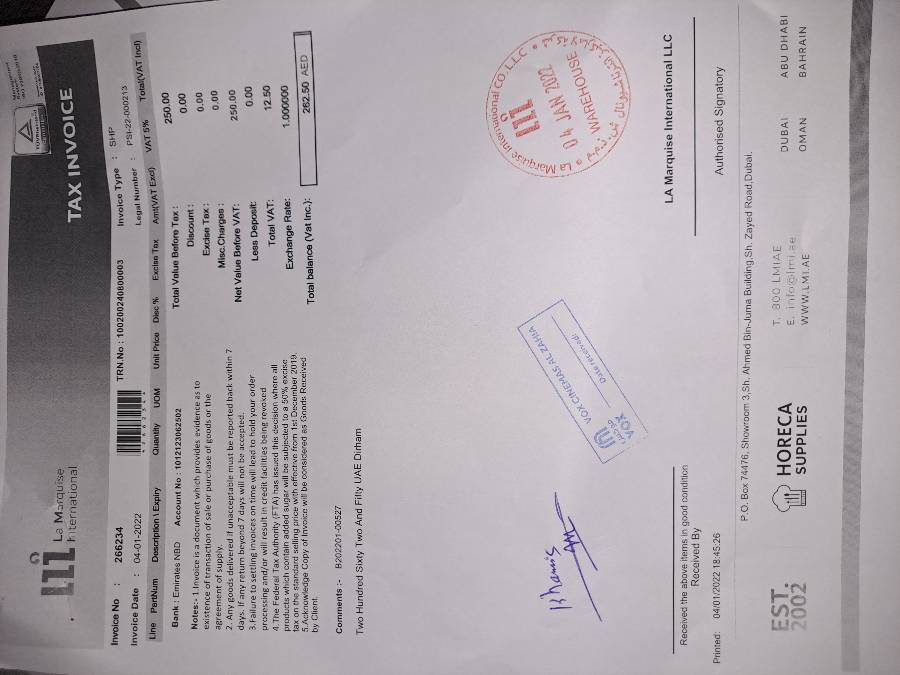 La Marquise
International
TAX INVOICE
Invoice No : 266234
TRN.No : 100200240800003
Invoice Type : SHP
Invoice Date : 04-01-2022
Legal Number : PSI-22-000213
Line PartNum Description \ Expiry Quantity UOM Unit Price Disc % Excise Tax Amt(VAT Excl) VAT 5% Total(VAT Incl)
Bank : Emirates NBD Account No : 1012123062502
Notes:- 1.Invoice is a document which provides evidence as to
existence of transaction of sale or purchase of goods or the
agreement of supply.
2. Any goods delivered if unacceptable must be reported back within 7
days. If any return beyond 7 days will not be accepted.
3.Failure to settling invoices on time will lead to hold your order
processing and/or will result in credit facilities being revoked
4.The Federal Tax Authority (FTA) has issued this decision where all
products which contain added sugar will be subjected to a 50% excise
tax on the standard selling price with effective from 1st December 2019.
5.Acknowledge Copy of Invoice will be considered as Goods Received
by Client.
Total Value Before Tax : 250.00
Discount : 0.00
Excise Tax : 0.00
Misc.Charges : 0.00
Net Value Before VAT: 250.00
Less Deposit: 0.00
Total VAT: 12.50
Exchange Rate: 1.000000
Total balance (Vat Inc.): 262.50 AED
Comments :- B202201-00527
Two Hundred Sixty Two And Fifty UAE Dirham
La Marquise International CO. L.L.C
04 JAN 2022
WAREHOUSE
VOX CINEMAS AL ZAHIA
Date received:
VOX
Khamis
LA Marquise International LLC
Authorised Signatory
Received the above items in good condition
Received By
Printed: 04/01/2022 18:45:26
P.O. Box 74476, Showroom 3,Sh. Ahmed Bin-Juma Building,Sh. Zayed Road,Dubai.
EST.
2002
HORECA
SUPPLIES
T. 800 LMIAE
E. info@lmi.ae
WWW.LMI.AE
DUBAI
ABU DHABI
OMAN
BAHRAIN